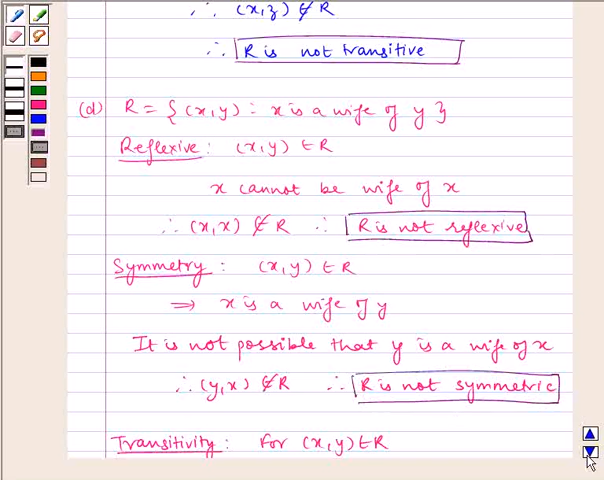 ∴ (x,z) ∉ R
∴ R is not transitive
(d) R = { (x,y) : x is a wife of y }
Reflexive : (x,y) ∈ R
x cannot be wife of x
∴ (x,x) ∉ R ∴ R is not reflexive
Symmetry : (x,y) ∈ R
⇒ x is a wife of y
It is not possible that y is a wife of x
∴ (y,x) ∉ R ∴ R is not symmetric
Transitivity : For (x,y) ∈ R